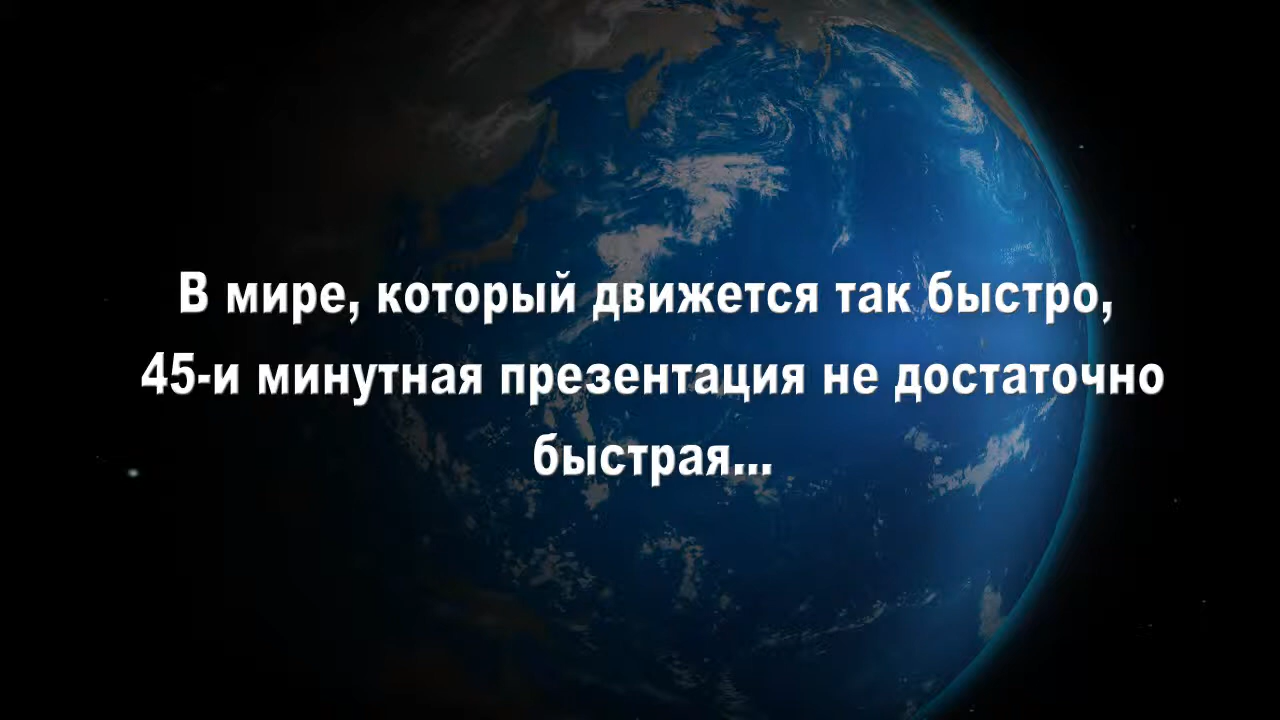 В мире, который движется так быстро,
45-и минутная презентация не достаточно
быстрая...